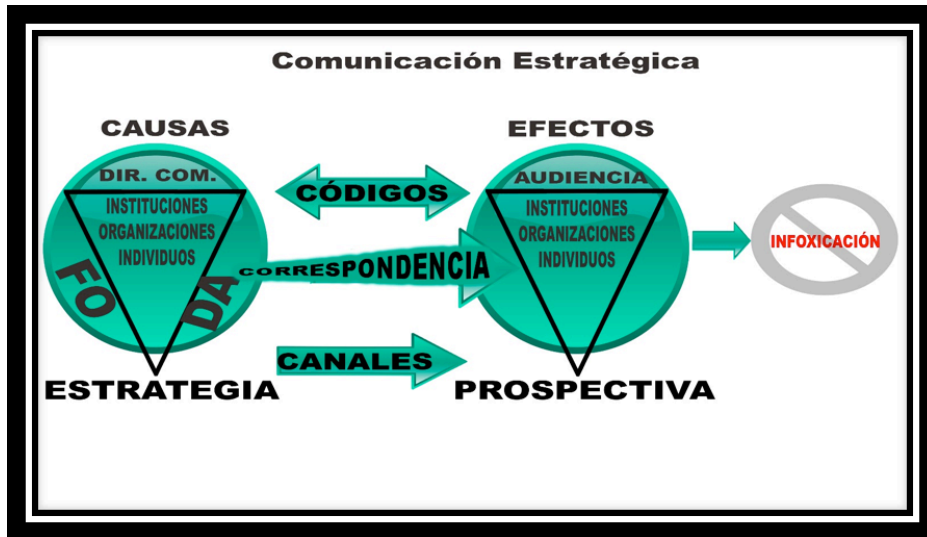 Comunicación Estratégica
CAUSAS
EFECTOS
DIR. COM.
INSTITUCIONES
ORGANIZACIONES
INDIVIDUOS
FO
DA
ESTRATEGIA
CÓDIGOS
CORRESPONDENCIA
CANALES
AUDIENCIA
INSTITUCIONES
ORGANIZACIONES
INDIVIDUOS
PROSPECTIVA
INFOXICACIÓN